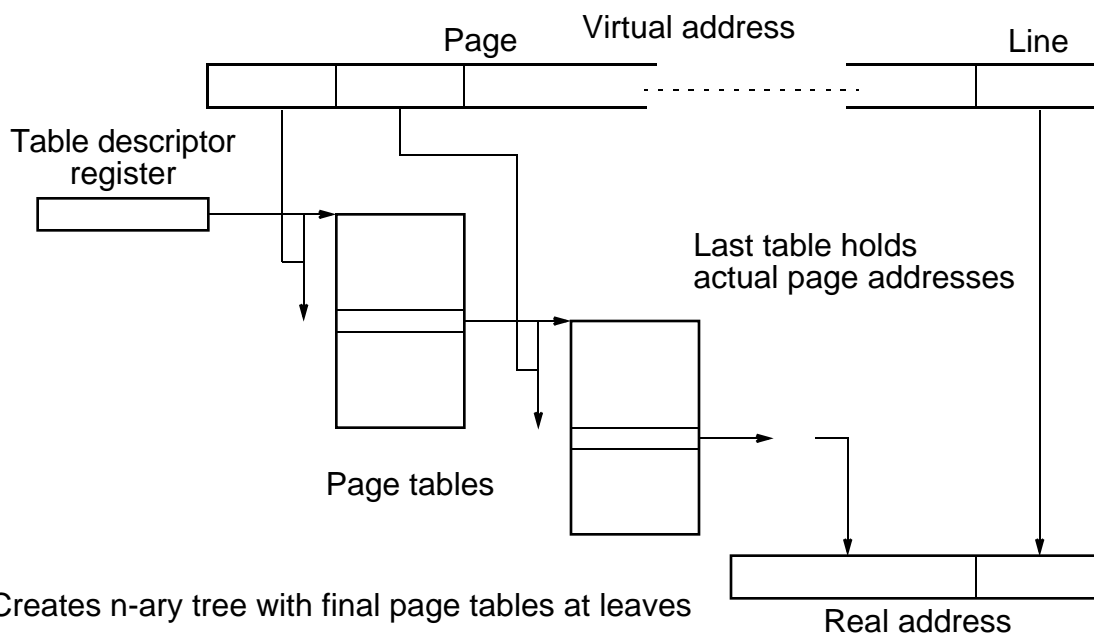 Virtual address
Page
Line
Table descriptor
register
Last table holds
actual page addresses
Page tables
Creates n-ary tree with final page tables at leaves
Real address